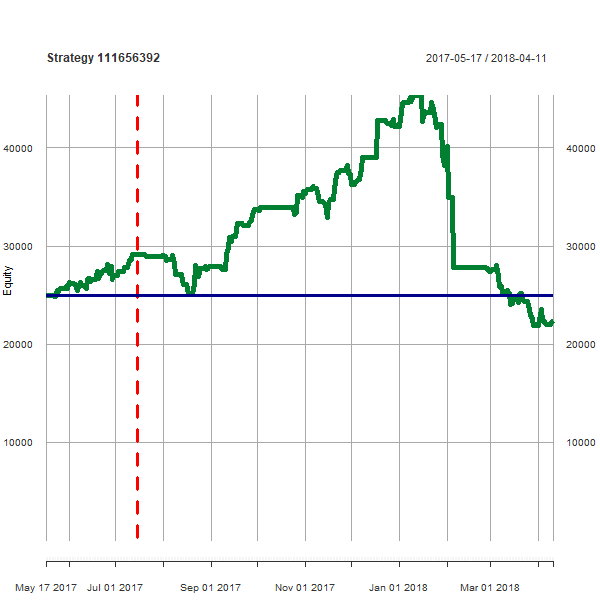 Strategy 111656392 2017-05-17 / 2018-04-11
40000 40000
30000 30000
Equity
20000 20000
10000 10000
May 17 2017 Jul 01 2017 Sep 01 2017 Nov 01 2017 Jan 01 2018 Mar 01 2018